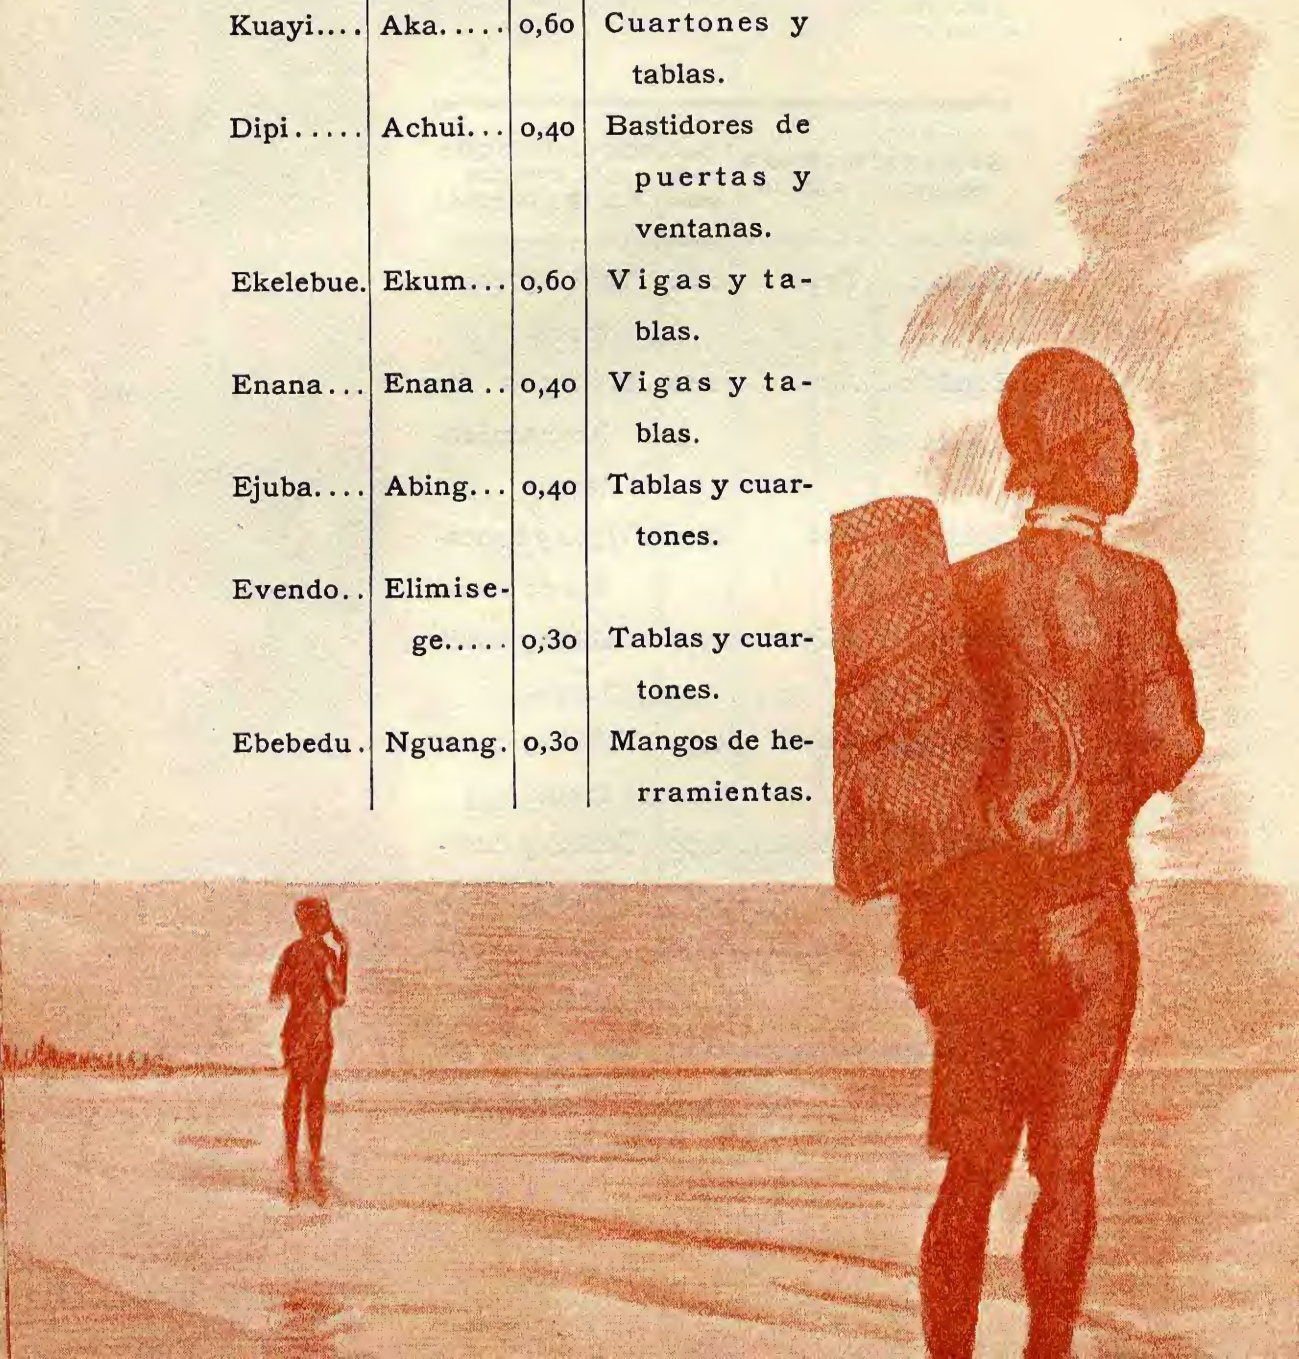 Kuayi.... Aka..... 0,60 Cuartones y
tablas.
Dipi..... Achui... 0,40 Bastidores de
puertas y
ventanas.
Ekelebue. Ekum... 0,60 Vigas y ta-
blas.
Enana... Enana .. 0,40 Vigas y ta-
blas.
Ejuba.... Abing... 0,40 Tablas y cuar-
tones.
Evendo.. Elimise-
ge..... 0,30 Tablas y cuar-
tones.
Ebebedu. Nguang. 0,30 Mangos de he-
rramientas.